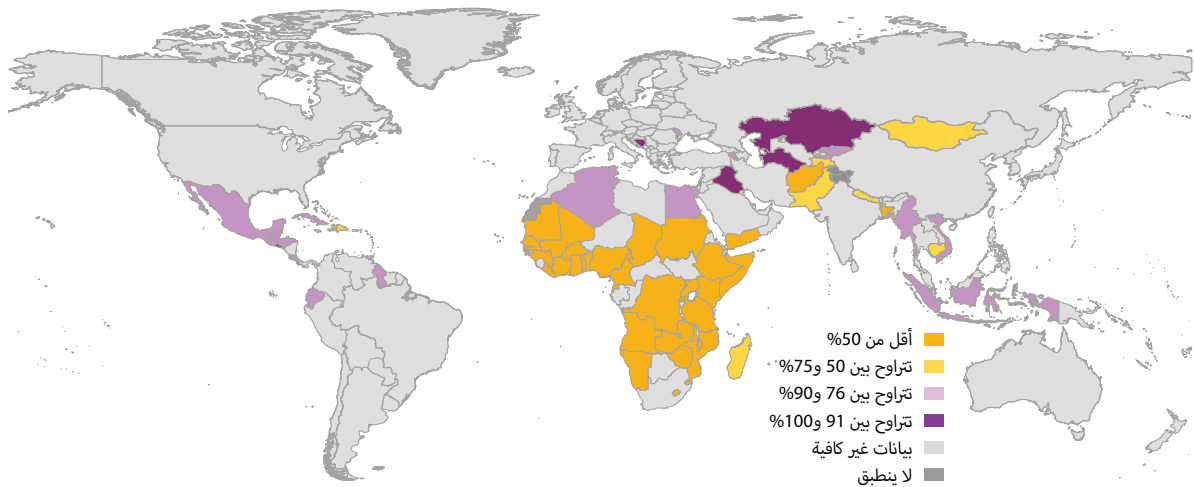 أقل من 50%
تتراوح بين 50 و75%
تتراوح بين 76 و90%
تتراوح بين 91 و100%
بيانات غير كافية
لا ينطبق